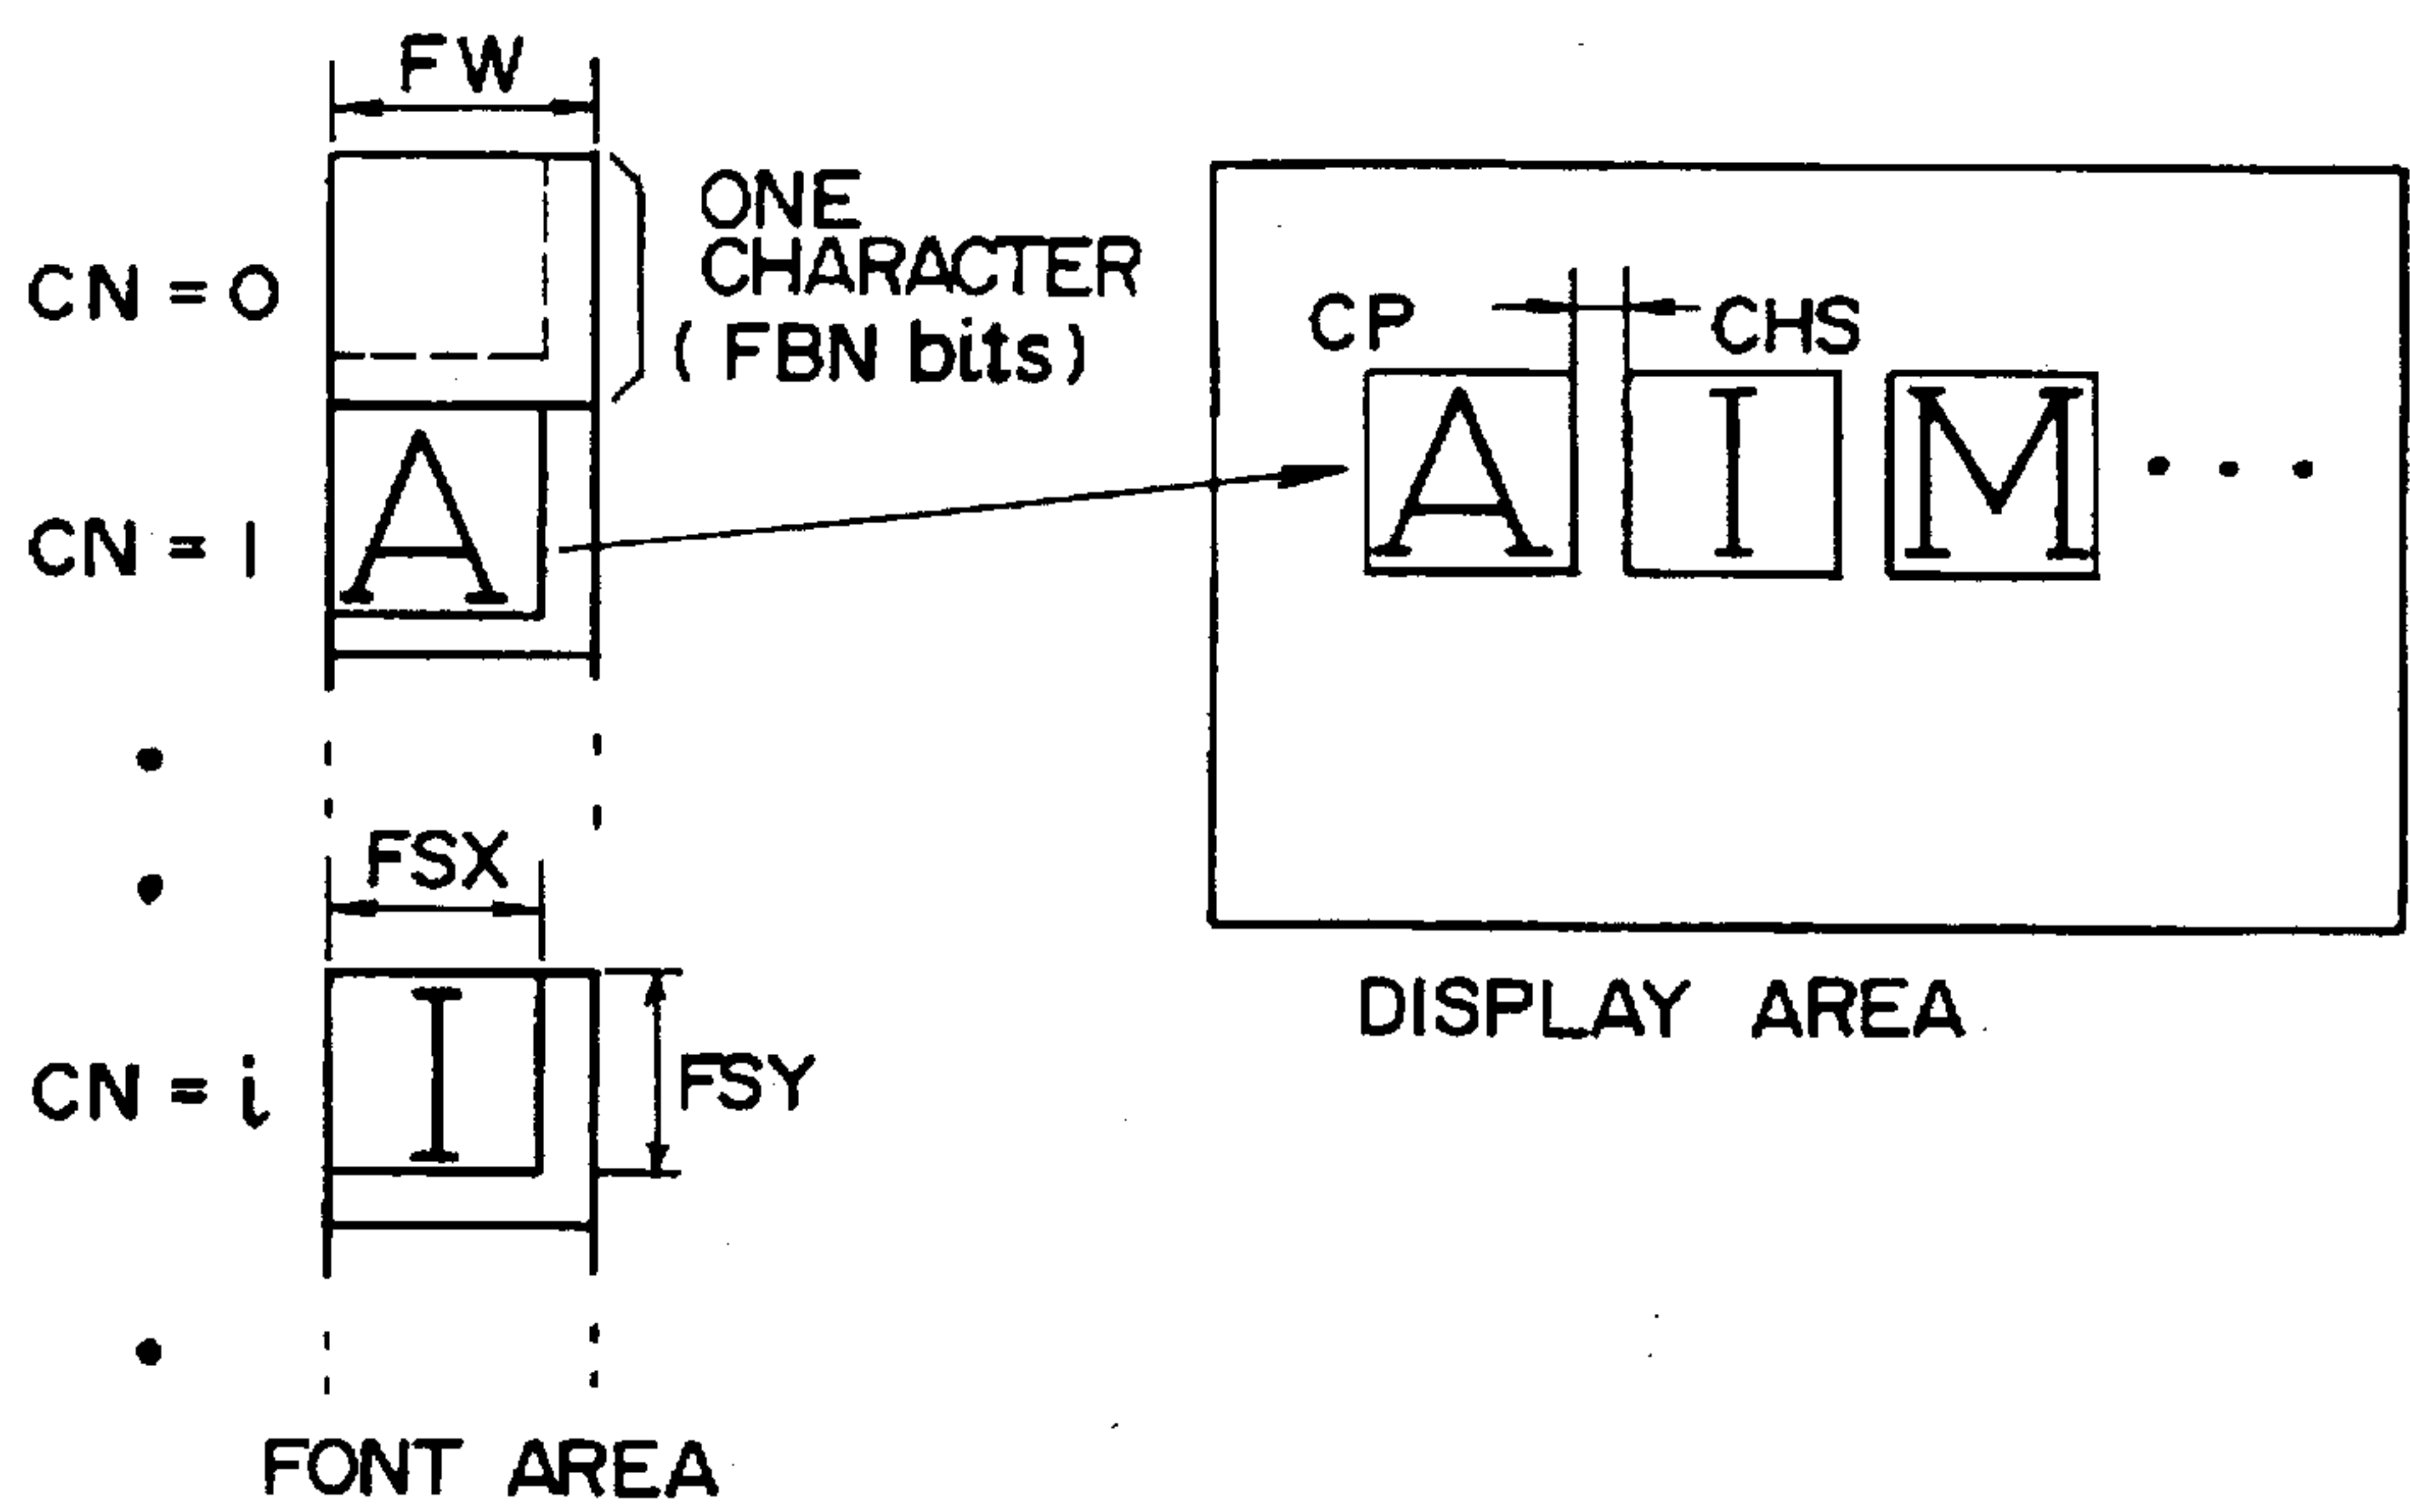 FW
ONE
CHARACTER
(FBN bits)
CN = 0
CP
CHS
A I M . . .
A
CN = 1
FSX
I
CN = i
FSY
DISPLAY AREA
FONT AREA